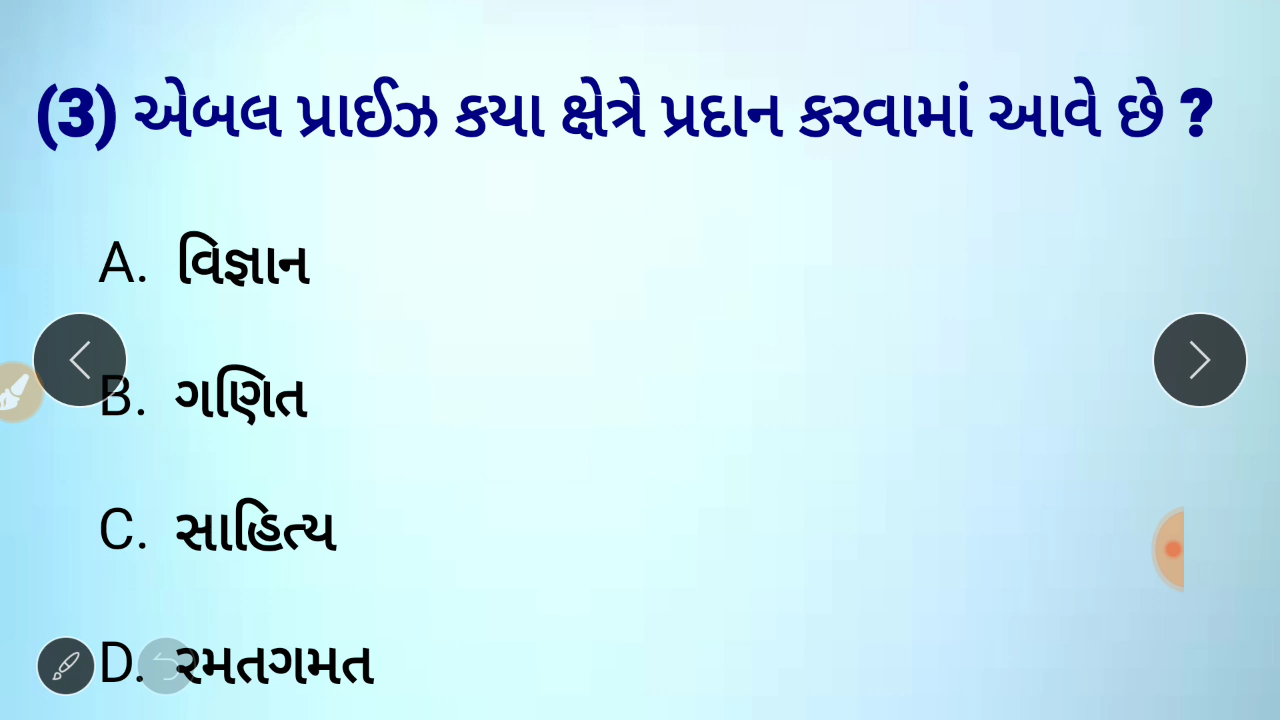 (3) એબલ પ્રાઈઝ કયા ક્ષેત્રે પ્રદાન કરવામાં આવે છે ?
A. વિજ્ઞાન
B. ગણિત
C. સાહિત્ય
D. રમતગમત